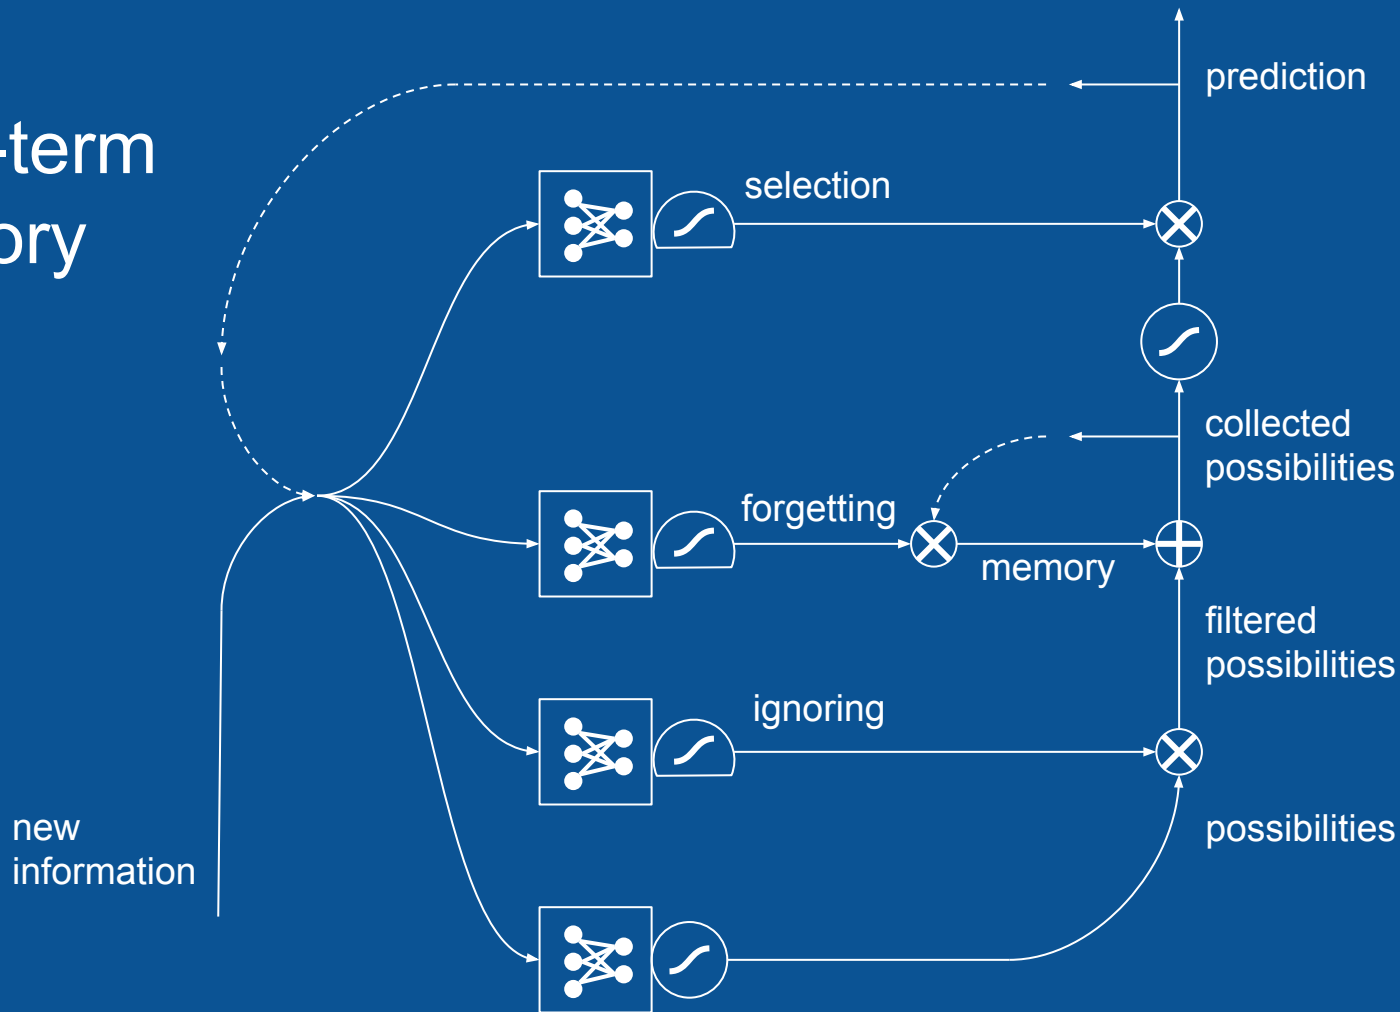 -term
ory
prediction
selection
collected
possibilities
forgetting
memory
filtered
possibilities
ignoring
new
information
possibilities